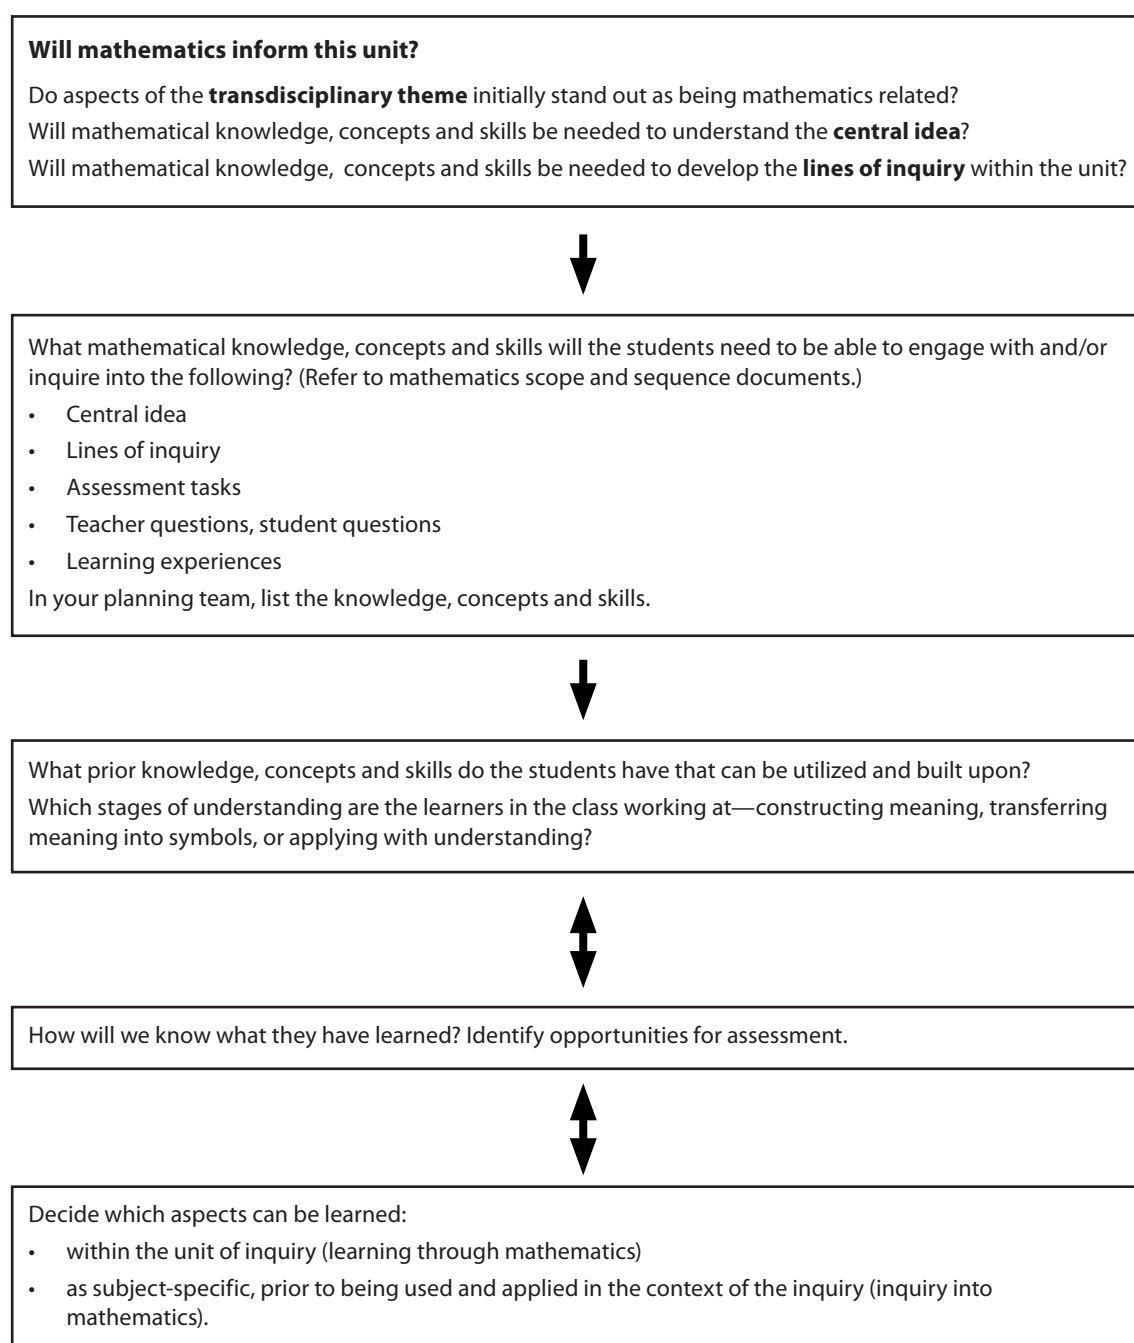 Will mathematics inform this unit?
Do aspects of the transdisciplinary theme initially stand out as being mathematics related?
Will mathematical knowledge, concepts and skills be needed to understand the central idea?
Will mathematical knowledge,  concepts and skills be needed to develop the lines of inquiry within the unit?
What mathematical knowledge, concepts and skills will the students need to be able to engage with and/or
inquire into the following? (Refer to mathematics scope and sequence documents.)
• Central idea
• Lines of inquiry
• Assessment tasks
• Teacher questions, student questions
• Learning experiences
In your planning team, list the knowledge, concepts and skills.
What prior knowledge, concepts and skills do the students have that can be utilized and built upon?
Which stages of understanding are the learners in the class working at—constructing meaning, transferring
meaning into symbols, or applying with understanding?
How will we know what they have learned? Identify opportunities for assessment.
Decide which aspects can be learned:
• within the unit of inquiry (learning through mathematics)
• as subject-specific, prior to being used and applied in the context of the inquiry (inquiry into
mathematics).